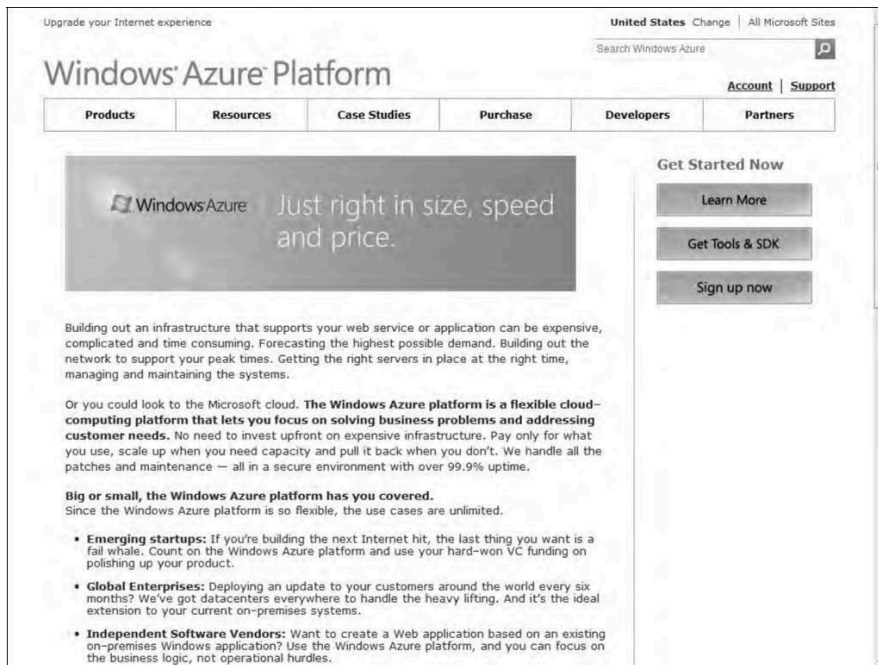 Upgrade your Internet experience
United States Change | All Microsoft Sites
Search Windows Azure
Windows® Azure™ Platform
Account | Support
Products Resources Case Studies Purchase Developers Partners
Windows Azure
Just right in size, speed
and price.
Get Started Now
Learn More
Get Tools & SDK
Sign up now
Building out an infrastructure that supports your web service or application can be expensive,
complicated and time consuming. Forecasting the highest possible demand. Building out the
network to support your peak times. Getting the right servers in place at the right time,
managing and maintaining the systems.
Or you could look to the Microsoft cloud. The Windows Azure platform is a flexible cloud–
computing platform that lets you focus on solving business problems and addressing
customer needs. No need to invest upfront on expensive infrastructure. Pay only for what
you use, scale up when you need capacity and pull it back when you don't. We handle all the
patches and maintenance — all in a secure environment with over 99.9% uptime.
Big or small, the Windows Azure platform has you covered.
Since the Windows Azure platform is so flexible, the use cases are unlimited.
• Emerging startups: If you're building the next Internet hit, the last thing you want is a
fail whale. Count on the Windows Azure platform and use your hard-won VC funding on
polishing up your product.
• Global Enterprises: Deploying an update to your customers around the world every six
months? We've got datacenters everywhere to handle the heavy lifting. And it's the ideal
extension to your current on-premises systems.
• Independent Software Vendors: Want to create a Web application based on an existing
on-premises Windows application? Use the Windows Azure platform, and you can focus on
the business logic, not operational hurdles.